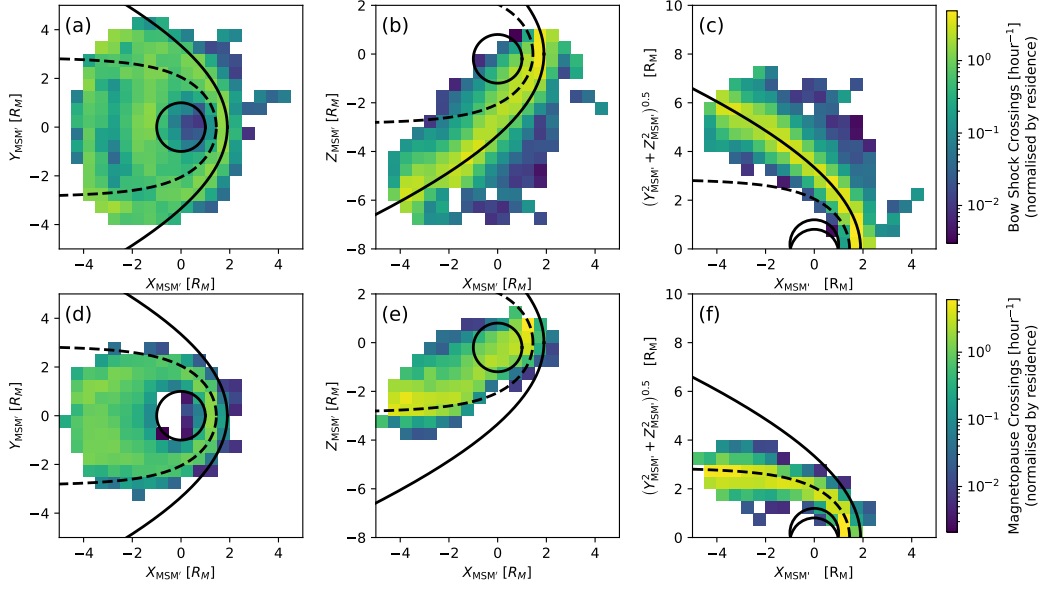 (a)
4
2
0
−2
−4
Y_MSM′ [R_M]
−4 −2 0 2 4
X_MSM′ [R_M]
(b)
2
0
−2
−4
−6
−8
Z_MSM′ [R_M]
−4 −2 0 2 4
X_MSM′ [R_M]
(c)
10
8
6
4
2
0
(Y²_MSM′ + Z²_MSM′)^0.5 [R_M]
−4 −2 0 2 4
X_MSM′ [R_M]
10⁰
10⁻¹
10⁻²
Bow Shock Crossings [hour⁻¹]
(normalised by residence)
(d)
4
2
0
−2
−4
Y_MSM′ [R_M]
−4 −2 0 2 4
X_MSM′ [R_M]
(e)
2
0
−2
−4
−6
−8
Z_MSM′ [R_M]
−4 −2 0 2 4
X_MSM′ [R_M]
(f)
10
8
6
4
2
0
(Y²_MSM′ + Z²_MSM′)^0.5 [R_M]
−4 −2 0 2 4
X_MSM′ [R_M]
10⁰
10⁻¹
10⁻²
Magnetopause Crossings [hour⁻¹]
(normalised by residence)